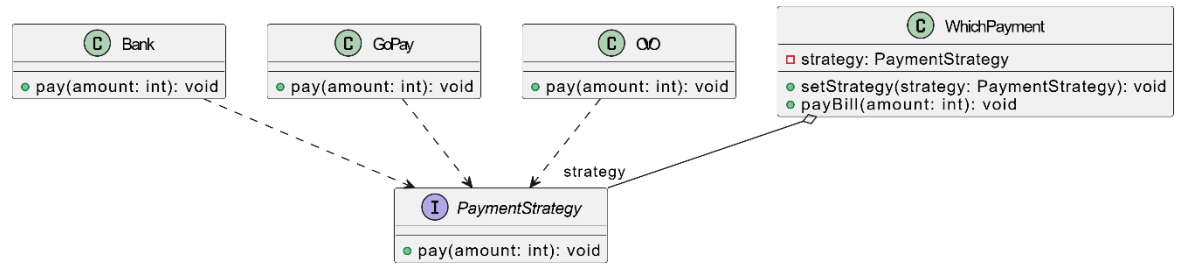 C Bank
+ pay(amount: int): void
C GoPay
+ pay(amount: int): void
C OVO
+ pay(amount: int): void
C WhichPayment
strategy: PaymentStrategy
setStrategy(strategy: PaymentStrategy): void
payBill(amount: int): void
strategy
I PaymentStrategy
pay(amount: int): void